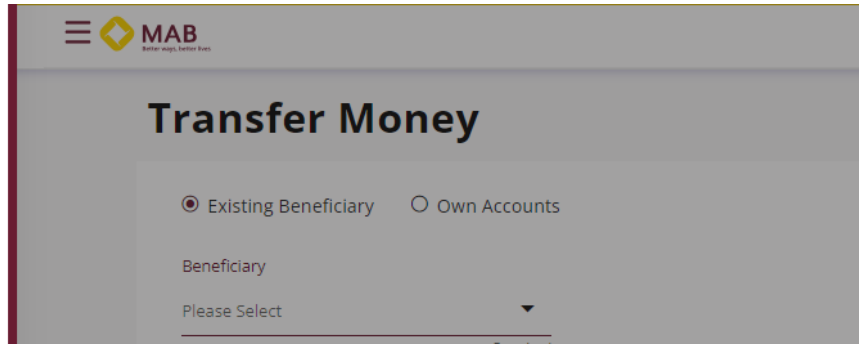 MAB
Better ways, better lives
Transfer Money
Existing Beneficiary Own Accounts
Beneficiary
Please Select